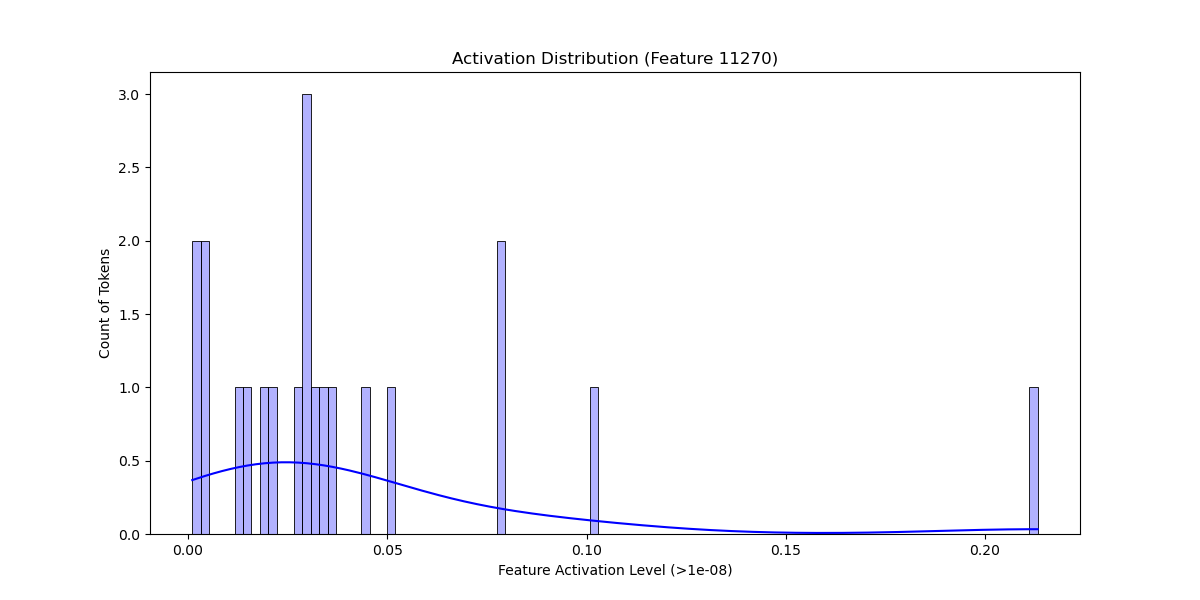 Activation Distribution (Feature 11270)
3.0
2.5
2.0
1.5
1.0
0.5
0.0
Count of Tokens
0.00 0.05 0.10 0.15 0.20
Feature Activation Level (>1e-08)